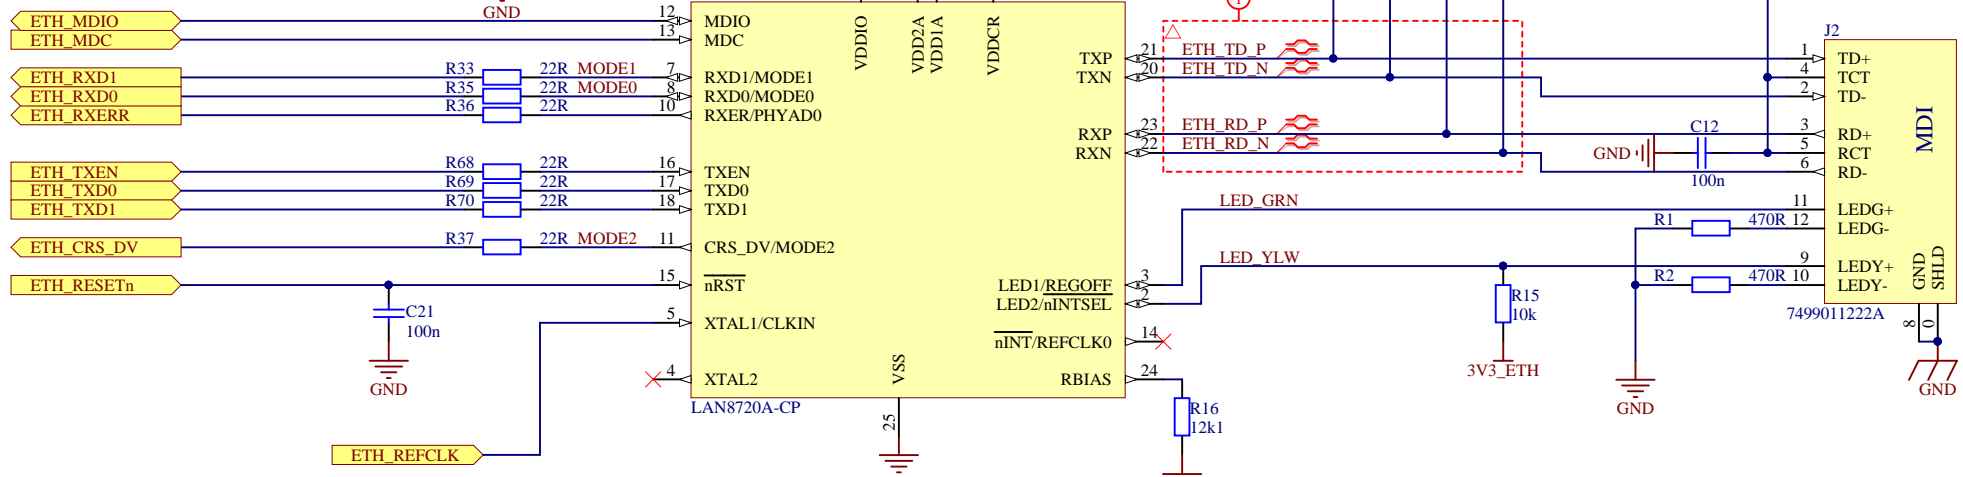 GND
1
ETH_MDIO
12
MDIO
ETH_MDC
13
MDC
VDDIO
VDD2A
VDD1A
VDDCR
J2
TXP
21
ETH_TD_P
1
TD+
TXN
20
ETH_TD_N
4
TCT
2
TD-
ETH_RXD1
R33
22R
MODE1
7
RXD1/MODE1
ETH_RXD0
R35
22R
MODE0
8
RXD0/MODE0
ETH_RXERR
R36
22R
10
RXER/PHYAD0
RXP
23
ETH_RD_P
3
RD+
RXN
22
ETH_RD_N
GND
C12
100n
5
RCT
6
RD-
MDI
ETH_TXEN
R68
22R
16
TXEN
ETH_TXD0
R69
22R
17
TXD0
ETH_TXD1
R70
22R
18
TXD1
LED_GRN
11
LEDG+
R1
470R
12
LEDG-
ETH_CRS_DV
R37
22R
MODE2
11
CRS_DV/MODE2
LED_YLW
9
LEDY+
R2
470R
10
LEDY-
GND
SHLD
ETH_RESETn
15
nRST
LED1/REGOFF
3
LED2/nINTSEL
2
R15
10k
3V3_ETH
C21
100n
GND
5
XTAL1/CLKIN
nINT/REFCLK0
14
7499011222A
8
0
4
XTAL2
VSS
RBIAS
24
GND
GND
LAN8720A-CP
25
R16
12k1
ETH_REFCLK